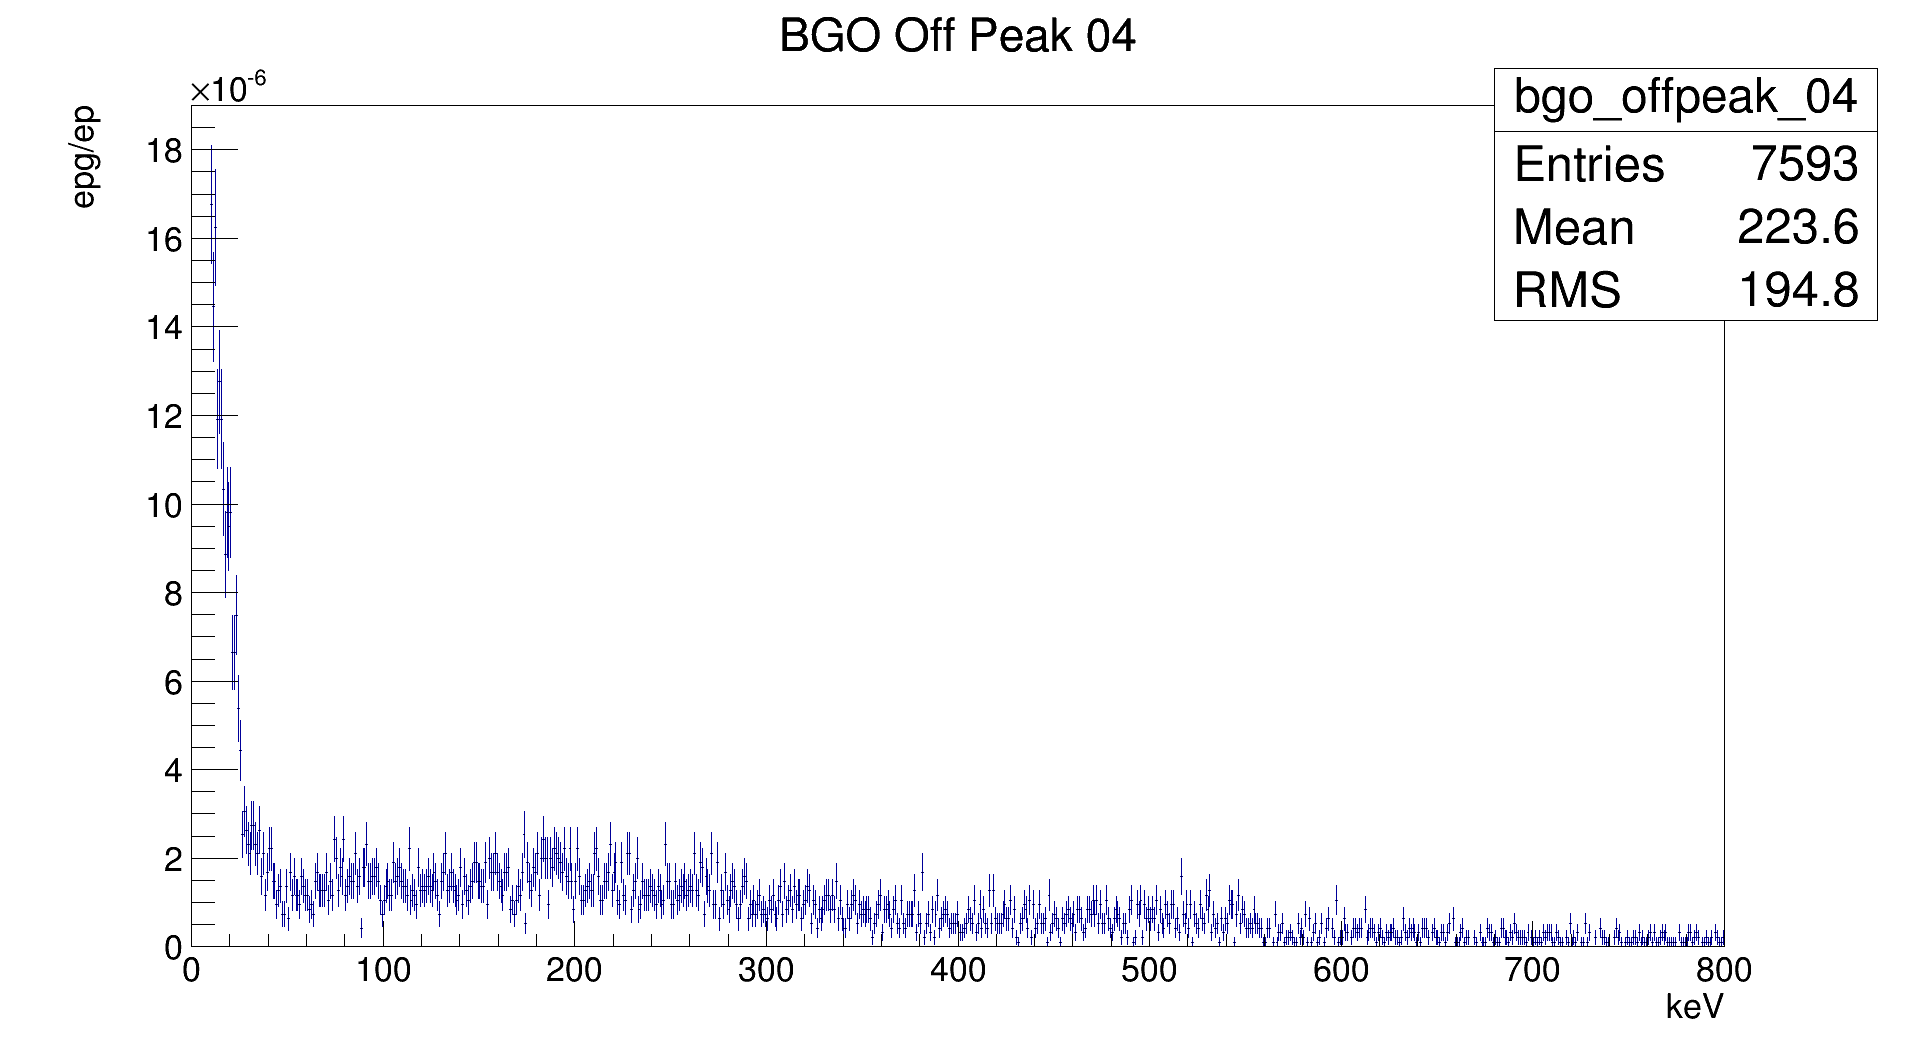 BGO Off Peak 04
×10⁻⁶
epg/ep
bgo_offpeak_04
Entries 7593
Mean 223.6
RMS 194.8
18
16
14
12
10
8
6
4
2
0
0 100 200 300 400 500 600 700 800
keV